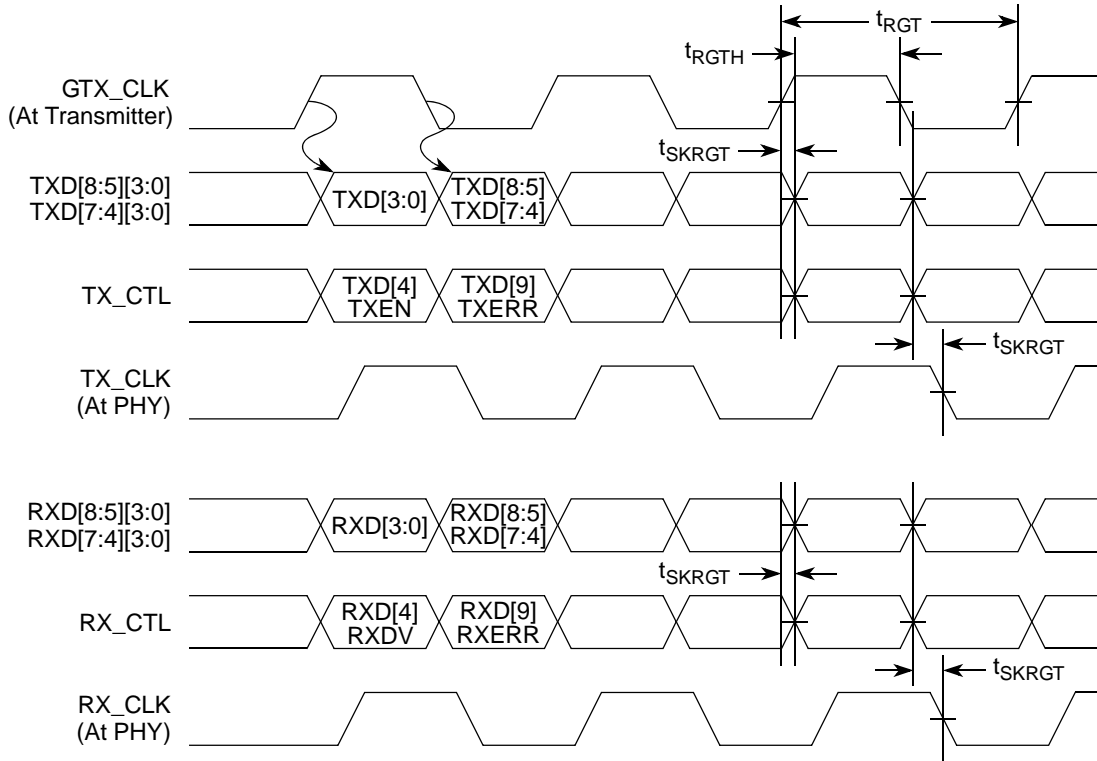 tRGT
tRGTH
GTX_CLK
(At Transmitter)
tSKRGT
TXD[8:5][3:0]
TXD[7:4][3:0]
TXD[3:0]
TXD[8:5]
TXD[7:4]
TX_CTL
TXD[4]
TXEN
TXD[9]
TXERR
tSKRGT
TX_CLK
(At PHY)
RXD[8:5][3:0]
RXD[7:4][3:0]
RXD[3:0]
RXD[8:5]
RXD[7:4]
tSKRGT
RX_CTL
RXD[4]
RXDV
RXD[9]
RXERR
tSKRGT
RX_CLK
(At PHY)